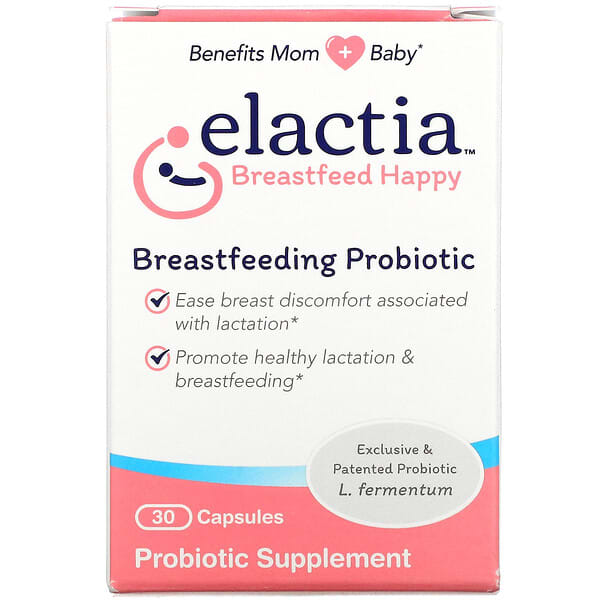 Benefits Mom + Baby*
elactia™
Breastfeed Happy
Breastfeeding Probiotic
Ease breast discomfort associated
with lactation*
Promote healthy lactation &
breastfeeding*
Exclusive &
Patented Probiotic
L. fermentum
30 Capsules
Probiotic Supplement